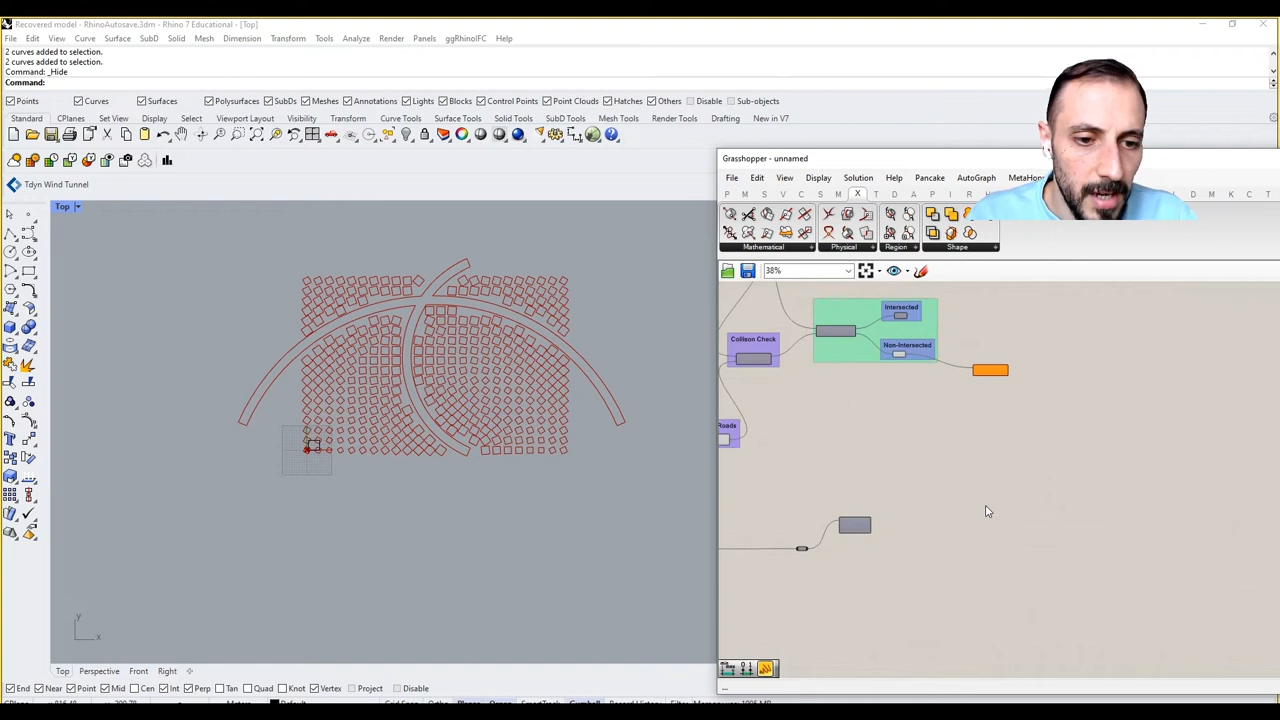 Recovered model - RhinoAutosave.3dm - Rhino 7 Educational - [Top]
File Edit View Curve Surface SubD Solid Mesh Dimension Transform Tools Analyze Render Panels ggRhinoIFC Help
2 curves added to selection.
2 curves added to selection.
Command: _Hide
Command:
Points Curves Surfaces Polysurfaces SubDs Meshes Annotations Lights Blocks Control Points Point Clouds Hatches Others Disable Sub-objects
Standard CPlanes Set View Display Select Viewport Layout Visibility Transform Curve Tools Surface Tools Solid Tools SubD Tools Mesh Tools Render Tools Drafting New in V7
Tdyn Wind Tunnel
Top
Grasshopper - unnamed
File Edit View Display Solution Help Pancake AutoGraph MetaHop
P M S V C S M X T D A P
Mathematical Physical Region Shape
38%
Collison Check
Intersected
Non-Intersected
Roads
y
x
Top Perspective Front Right
End Near Point Mid Cen Int Perp Tan Quad Knot Vertex Project Disable